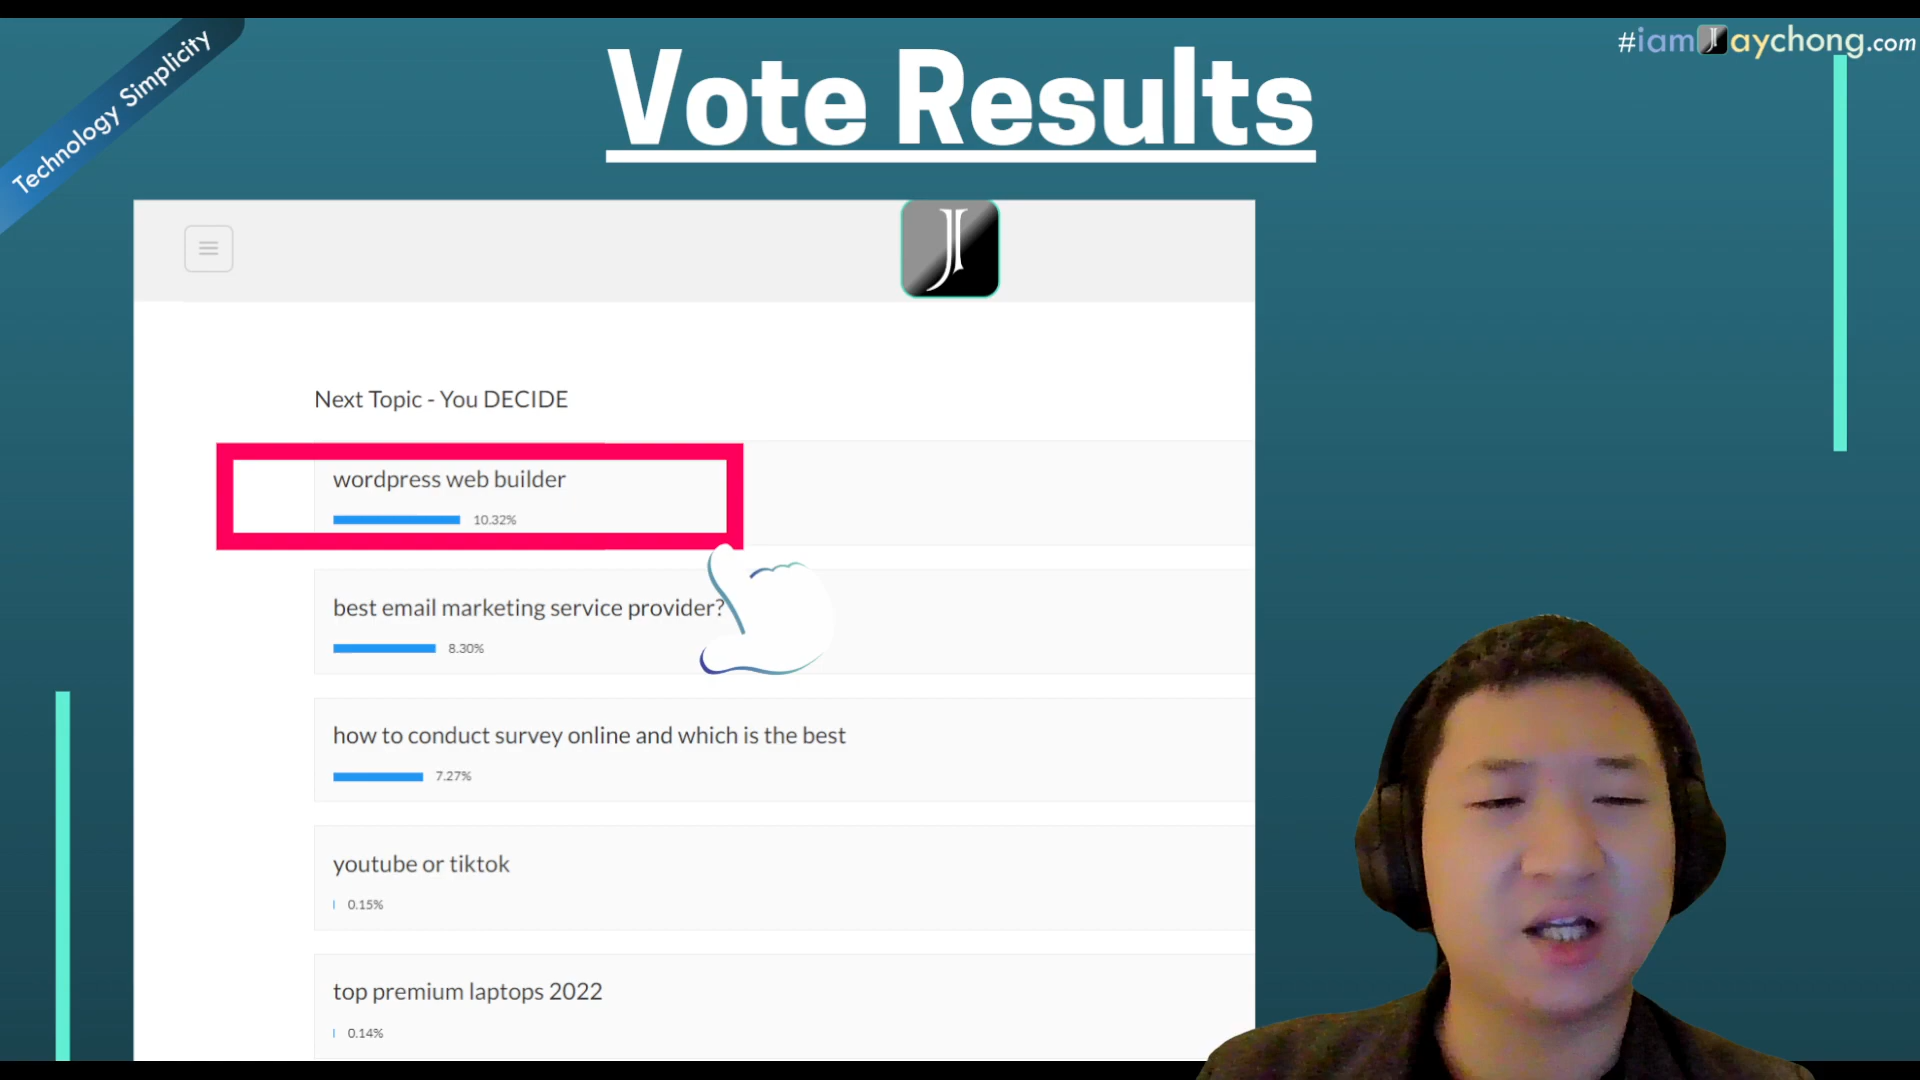 Technology Simplicity
#iamJaychong.com
Vote Results
Next Topic - You DECIDE
wordpress web builder
10.32%
best email marketing service provider?
8.30%
how to conduct survey online and which is the best
7.27%
youtube or tiktok
0.15%
top premium laptops 2022
0.14%